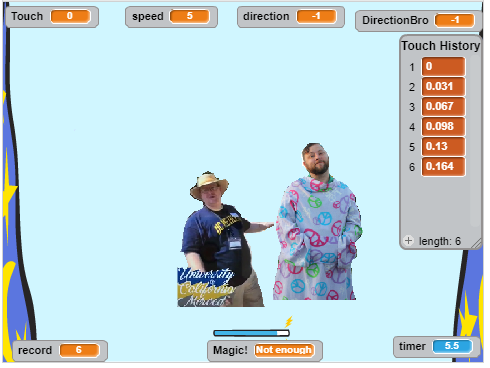 Touch 0
speed 5
direction -1
DirectionBro -1
Touch History
1 0
2 0.031
3 0.067
4 0.098
5 0.13
6 0.164
+ length: 6
University
of
California
record 6
Magic! Not enough
timer 5.5